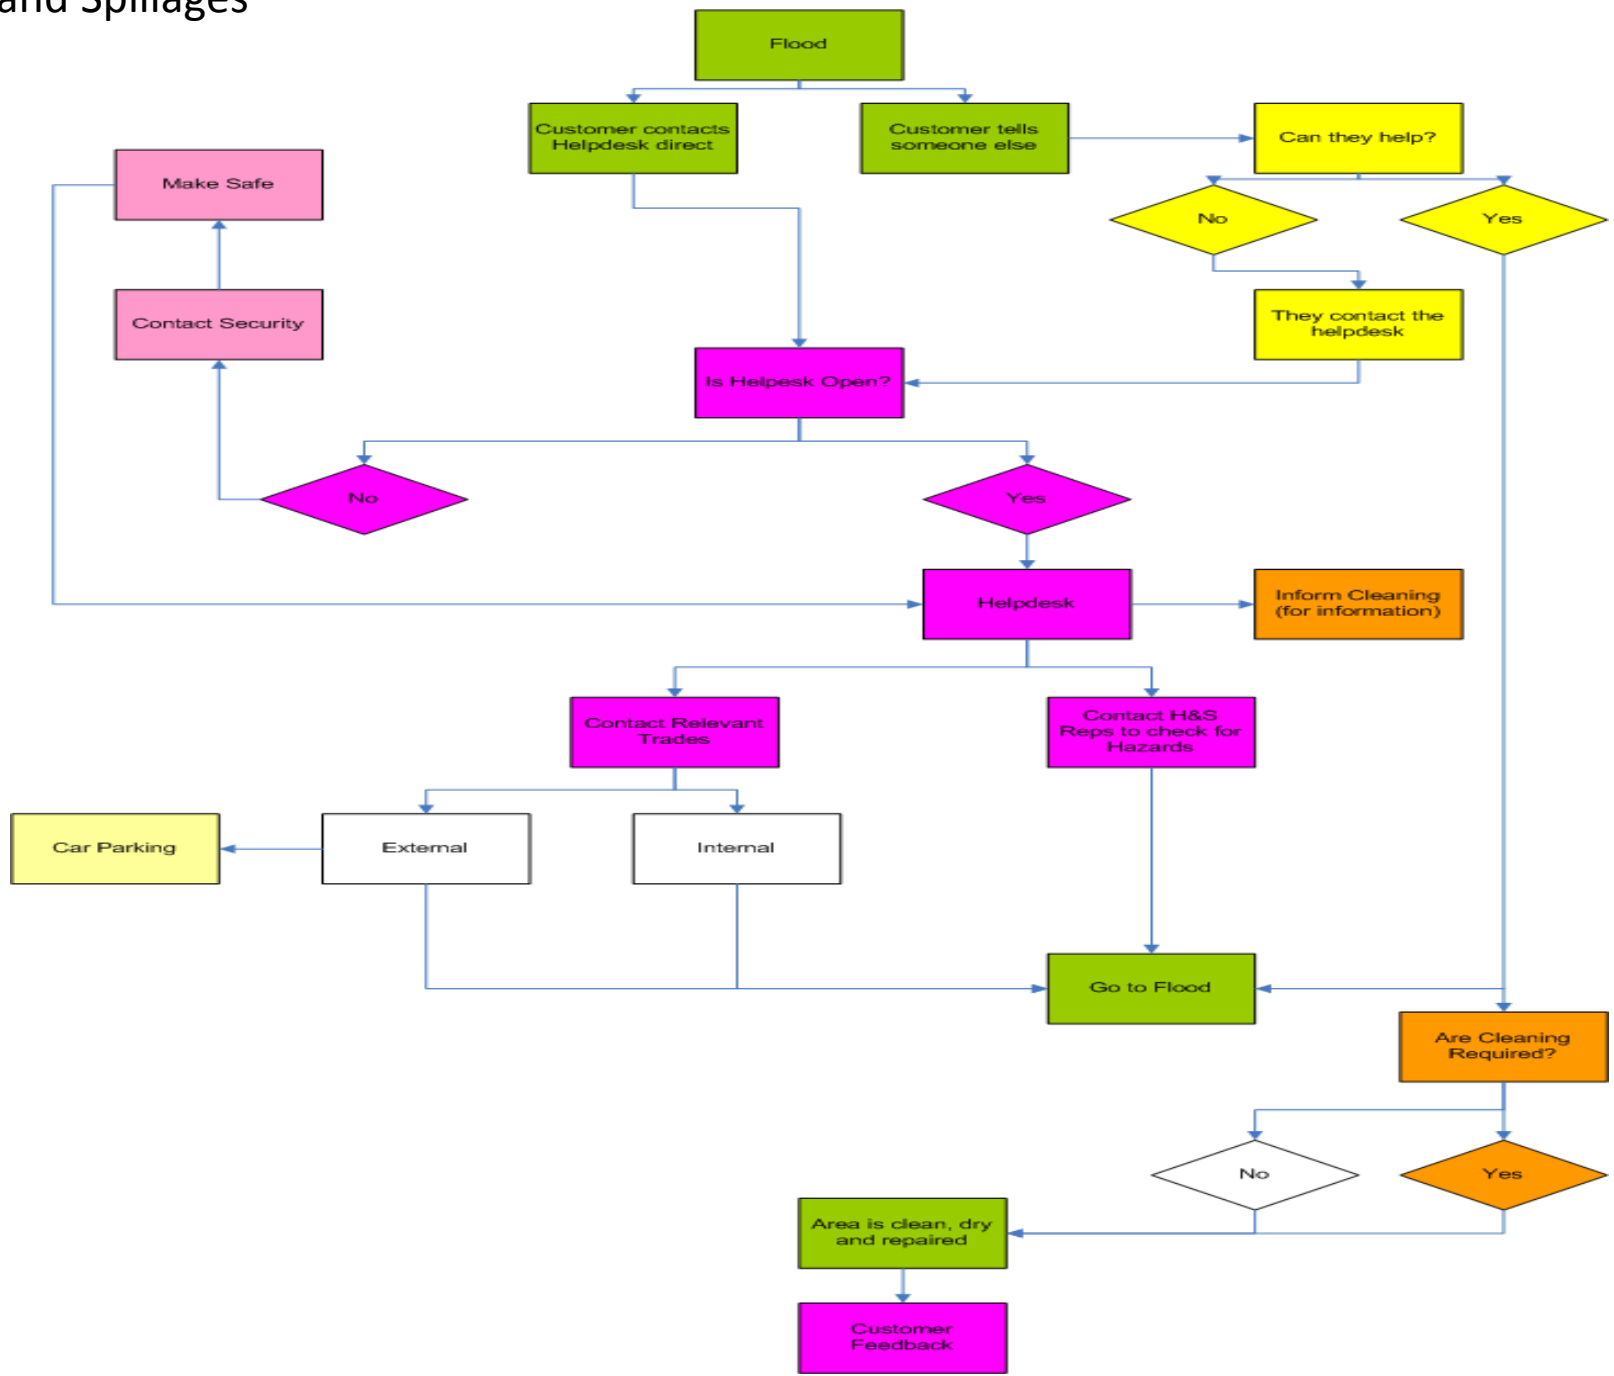 and Spillages
Flood
Customer contacts
Helpdesk direct
Customer tells
someone else
Can they help?
Make Safe
No
Yes
Contact Security
They contact the
helpdesk
Is Helpesk Open?
No
Yes
Helpdesk
Inform Cleaning
(for information)
Contact Relevant
Trades
Contact H&S
Reps to check for
Hazards
Car Parking
External
Internal
Go to Flood
Are Cleaning
Required?
No
Yes
Area is clean, dry
and repaired
Customer
Feedback